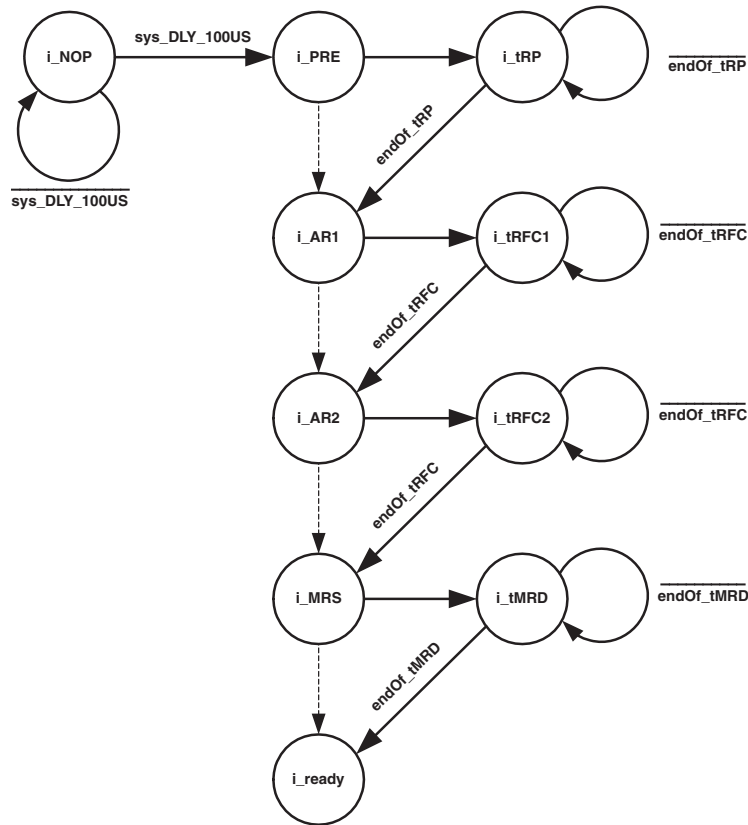 sys_DLY_100US
i_NOP
i_PRE
i_tRP
endOf_tRP
endOf_tRP
sys_DLY_100US
i_AR1
i_tRFC1
endOf_tRFC
endOf_tRFC
i_AR2
i_tRFC2
endOf_tRFC
endOf_tRFC
i_MRS
i_tMRD
endOf_tMRD
endOf_tMRD
i_ready